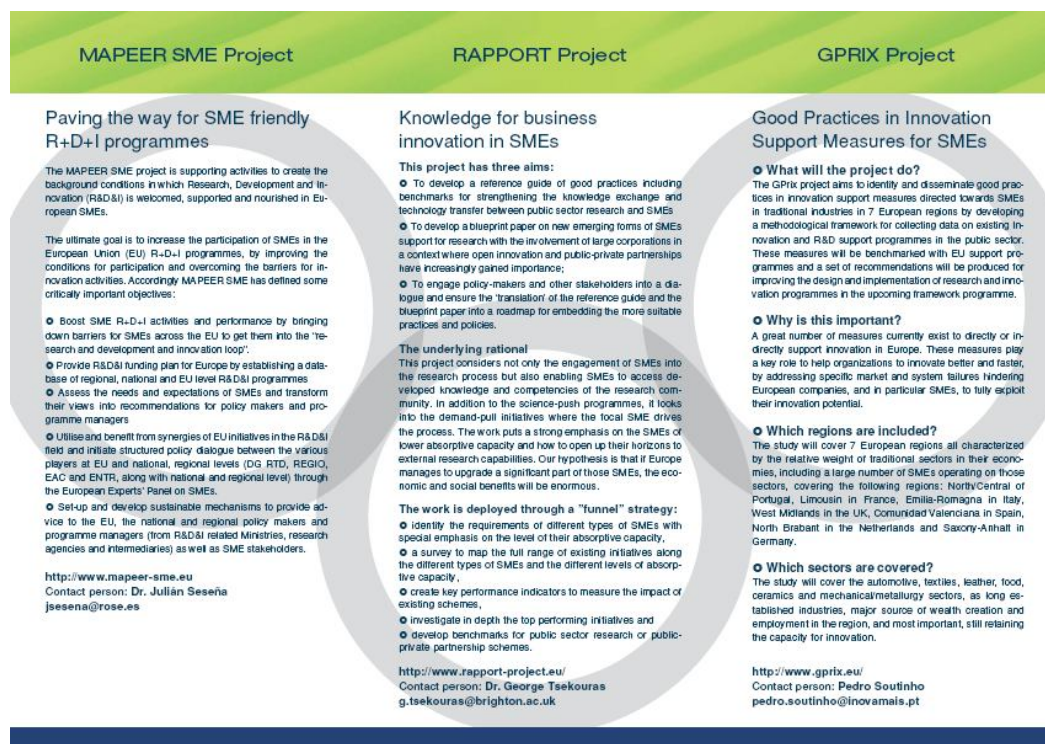 MAPEER SME Project
Paving the way for SME friendly
R+D+I programmes
The MAPEER SME project is supporting activities to create the
background conditions in which Research, Development and In-
novation (R&D&I) is welcomed, supported and nourished in Eu-
ropean SMEs.
The ultimate goal is to increase the participation of SMEs in the
European Union (EU) R+D+I programmes, by improving the
conditions for participation and overcoming the barriers for in-
novation activities. Accordingly MAPEER SME has defined some
critically important objectives:
✪ Boost SME R+D+I activities and performance by bringing
down barriers for SMEs across the EU to get them into the "re-
search and development and innovation loop".
✪ Provide R&D&I funding plan for Europe by establishing a data-
base of regional, national and EU level R&D&I programmes
✪ Assess the needs and expectations of SMEs and transform
their views into recommendations for policy makers and pro-
gramme managers
✪ Utilise and benefit from synergies of EU initiatives in the R&D&I
field and initiate structured policy dialogue between the various
players at EU and national, regional levels (DG RTD, REGIO,
EAC and ENTR, along with national and regional level) through
the European Experts' Panel on SMEs.
✪ Set-up and develop sustainable mechanisms to provide ad-
vice to the EU, the national and regional policy makers and
programme managers (from R&D&I related Ministries, research
agencies and intermediaries) as well as SME stakeholders.
http://www.mapeer-sme.eu
Contact person: Dr. Julián Seseña
jsesena@rose.es
RAPPORT Project
Knowledge for business
innovation in SMEs
This project has three aims:
✪ To develop a reference guide of good practices including
benchmarks for strengthening the knowledge exchange and
technology transfer between public sector research and SMEs
✪ To develop a blueprint paper on new emerging forms of SMEs
support for research with the involvement of large corporations in
a context where open innovation and public-private partnerships
have increasingly gained importance;
✪ To engage policy-makers and other stakeholders into a dia-
logue and ensure the 'translation' of the reference guide and the
blueprint paper into a roadmap for embedding the more suitable
practices and policies.
The underlying rational
This project considers not only the engagement of SMEs into
the research process but also enabling SMEs to access de-
veloped knowledge and competencies of the research com-
munity. In addition to the science-push programmes, it looks
into the demand-pull initiatives where the focal SME drives
the process. The work puts a strong emphasis on the SMEs of
lower absorptive capacity and how to open up their horizons to
external research capabilities. Our hypothesis is that if Europe
manages to upgrade a significant part of those SMEs, the eco-
nomic and social benefits will be enormous.
The work is deployed through a "funnel" strategy:
✪ identify the requirements of different types of SMEs with
special emphasis on the level of their absorptive capacity,
✪ a survey to map the full range of existing initiatives along
the different types of SMEs and the different levels of absorp-
tive capacity,
✪ create key performance indicators to measure the impact of
existing schemes,
✪ investigate in depth the top performing initiatives and
✪ develop benchmarks for public sector research or public-
private partnership schemes.
http://www.rapport-project.eu/
Contact person: Dr. George Tsekouras
g.tsekouras@brighton.ac.uk
GPRIX Project
Good Practices in Innovation
Support Measures for SMEs
✪ What will the project do?
The GPrix project aims to identify and disseminate good prac-
tices in innovation support measures directed towards SMEs
in traditional industries in 7 European regions by developing
a methodological framework for collecting data on existing in-
novation and R&D support programmes in the public sector.
These measures will be benchmarked with EU support pro-
grammes and a set of recommendations will be produced for
improving the design and implementation of research and inno-
vation programmes in the upcoming framework programme.
✪ Why is this important?
A great number of measures currently exist to directly or in-
directly support innovation in Europe. These measures play
a key role to help organizations to innovate better and faster,
by addressing specific market and system failures hindering
European companies, and in particular SMEs, to fully exploit
their innovation potential.
✪ Which regions are included?
The study will cover 7 European regions all characterized
by the relative weight of traditional sectors in their econo-
mies, including a large number of SMEs operating on those
sectors, covering the following regions: North/Central of
Portugal, Limousin in France, Emilia-Romagna in Italy,
West Midlands in the UK, Comunidad Valenciana in Spain,
North Brabant in the Netherlands and Saxony-Anhalt in
Germany.
✪ Which sectors are covered?
The study will cover the automotive, textiles, leather, food,
ceramics and mechanical/metallurgy sectors, as long es-
tablished industries, major source of wealth creation and
employment in the region, and most important, still retaining
the capacity for innovation.
http://www.gprix.eu/
Contact person: Pedro Soutinho
pedro.soutinho@inovamais.pt